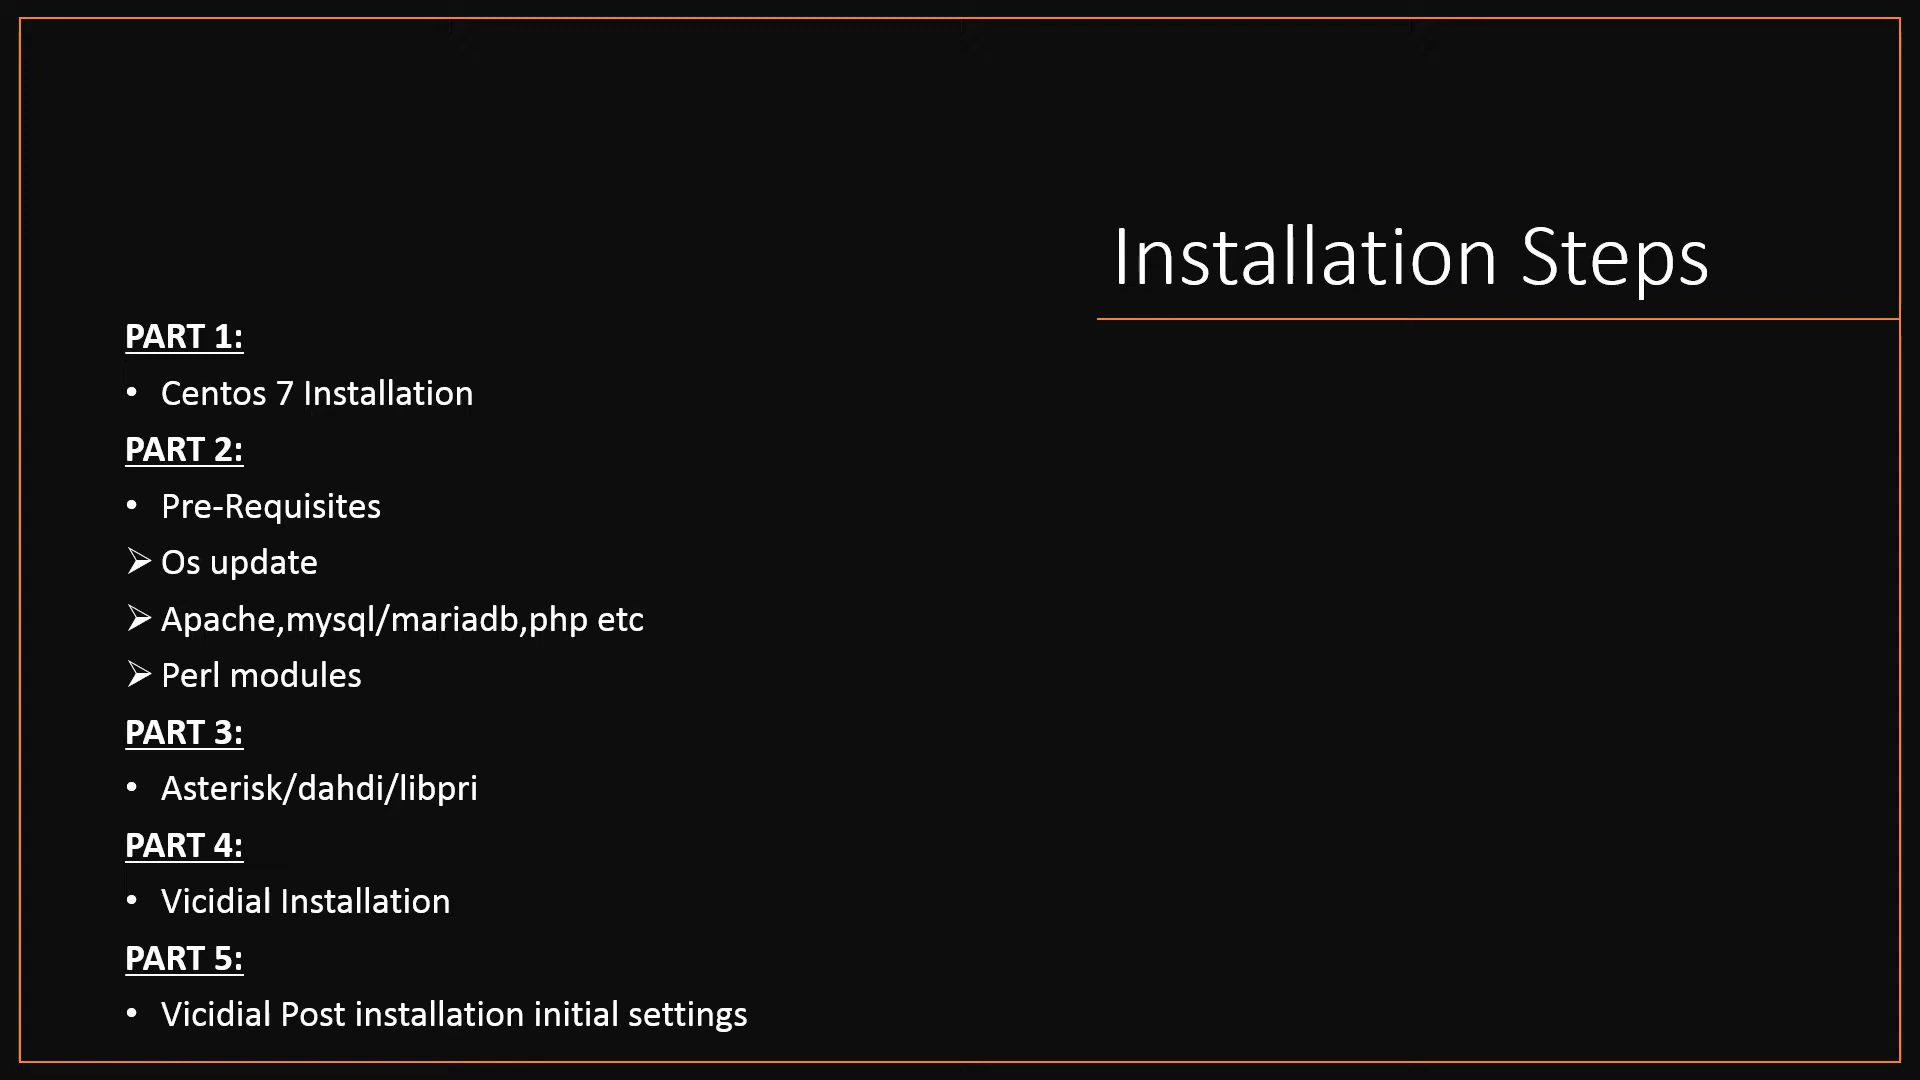 Installation Steps
PART 1:
• Centos 7 Installation
PART 2:
• Pre-Requisites
➢ Os update
➢ Apache,mysql/mariadb,php etc
➢ Perl modules
PART 3:
• Asterisk/dahdi/libpri
PART 4:
• Vicidial Installation
PART 5:
• Vicidial Post installation initial settings